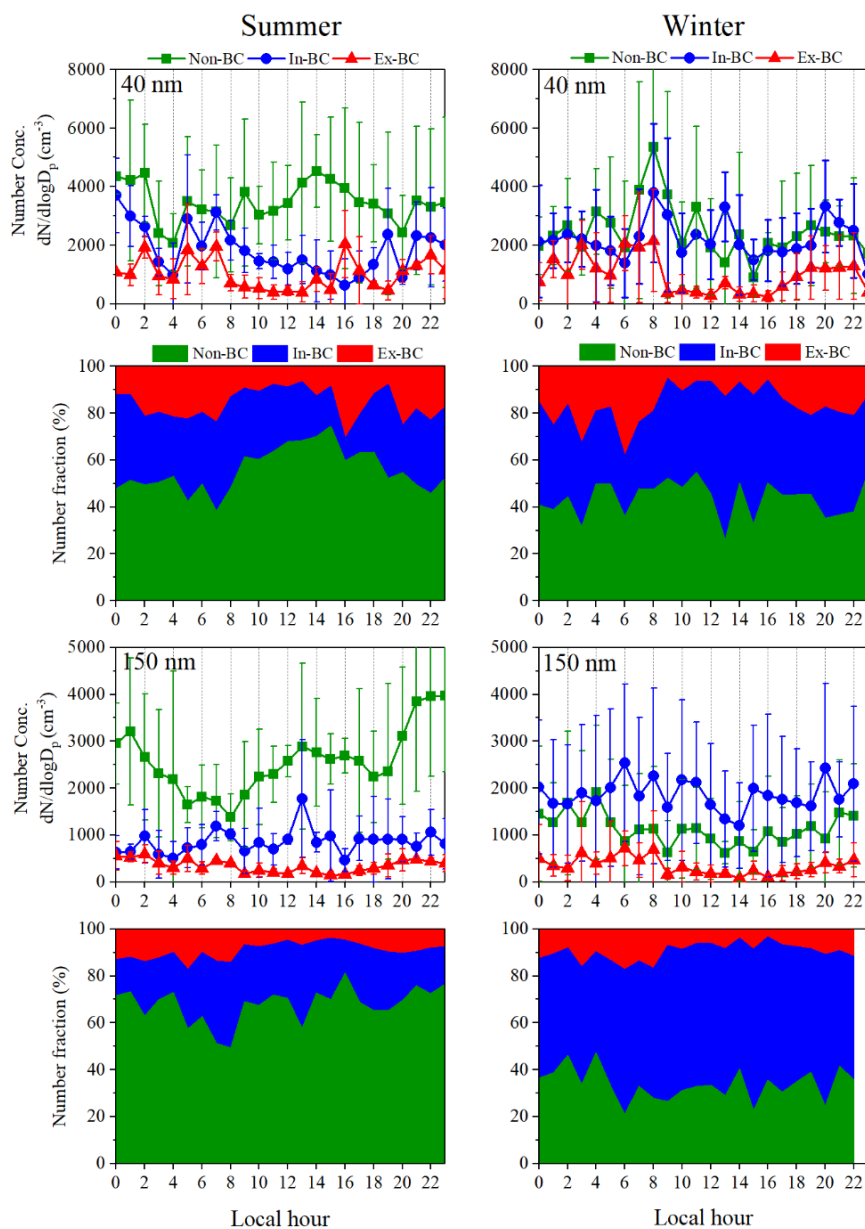 Summer Winter
Non-BC In-BC Ex-BC Non-BC In-BC Ex-BC
8000 8000
40 nm 40 nm
6000 6000
4000 4000
2000 2000
0 0
Number Conc.
dN/dlogDp (cm-3)
0 2 4 6 8 10 12 14 16 18 20 22 0 2 4 6 8 10 12 14 16 18 20 22
Non-BC In-BC Ex-BC Non-BC In-BC Ex-BC
100 100
80 80
60 60
40 40
20 20
0 0
Number fraction (%)
0 2 4 6 8 10 12 14 16 18 20 22 0 2 4 6 8 10 12 14 16 18 20 22
5000 5000
150 nm 150 nm
4000 4000
3000 3000
2000 2000
1000 1000
0 0
Number Conc.
dN/dlogDp (cm-3)
0 2 4 6 8 10 12 14 16 18 20 22 0 2 4 6 8 10 12 14 16 18 20 22
100 100
80 80
60 60
40 40
20 20
0 0
Number fraction (%)
0 2 4 6 8 10 12 14 16 18 20 22 0 2 4 6 8 10 12 14 16 18 20 22
Local hour Local hour